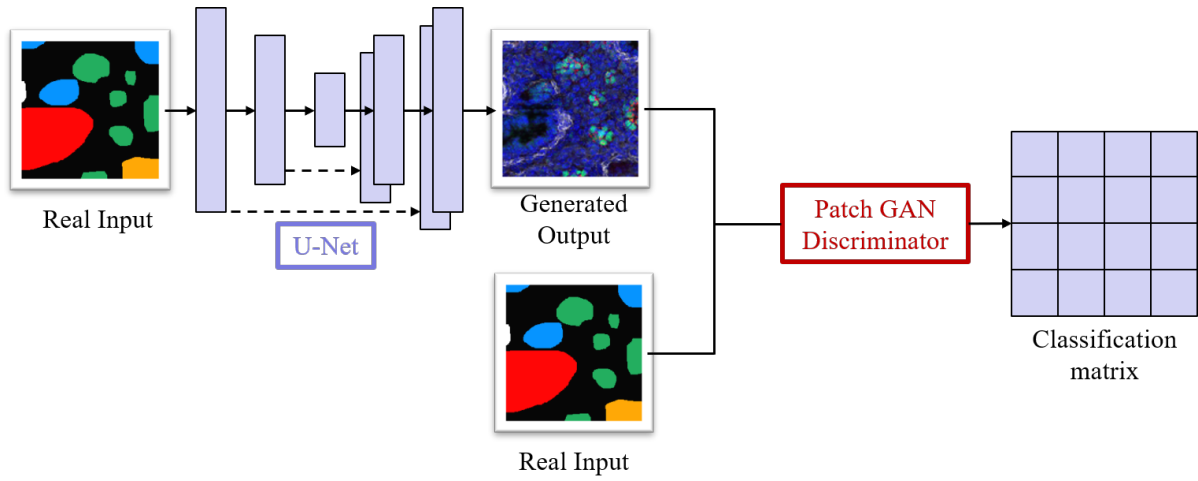 Real Input
U-Net
Generated
Output
Patch GAN
Discriminator
Classification
matrix
Real Input